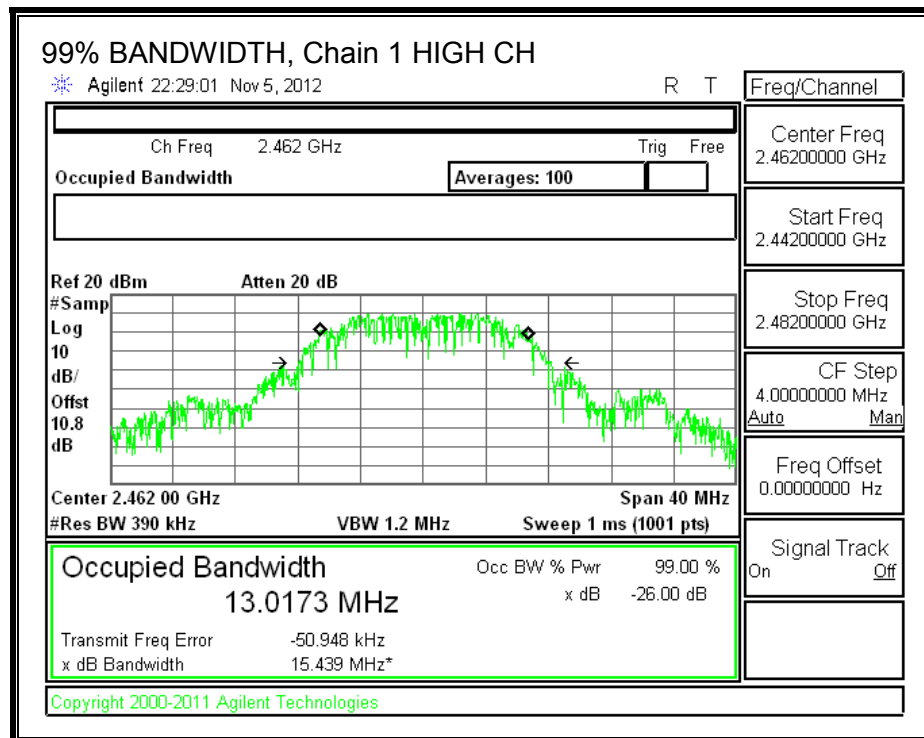 99% BANDWIDTH, Chain 1 HIGH CH
Agilent 22:29:01 Nov 5, 2012 R T
Ch Freq 2.462 GHz Trig Free
Occupied Bandwidth Averages: 100
Ref 20 dBm Atten 20 dB
#Samp
Log
10
dB/
Offst
10.8
dB
Center 2.462 00 GHz Span 40 MHz
#Res BW 390 kHz VBW 1.2 MHz Sweep 1 ms (1001 pts)
Occupied Bandwidth Occ BW % Pwr 99.00 %
13.0173 MHz x dB -26.00 dB
Transmit Freq Error -50.948 kHz
x dB Bandwidth 15.439 MHz*
Copyright 2000-2011 Agilent Technologies
Freq/Channel
Center Freq
2.46200000 GHz
Start Freq
2.44200000 GHz
Stop Freq
2.48200000 GHz
CF Step
4.00000000 MHz
Auto Man
Freq Offset
0.00000000 Hz
Signal Track
On Off